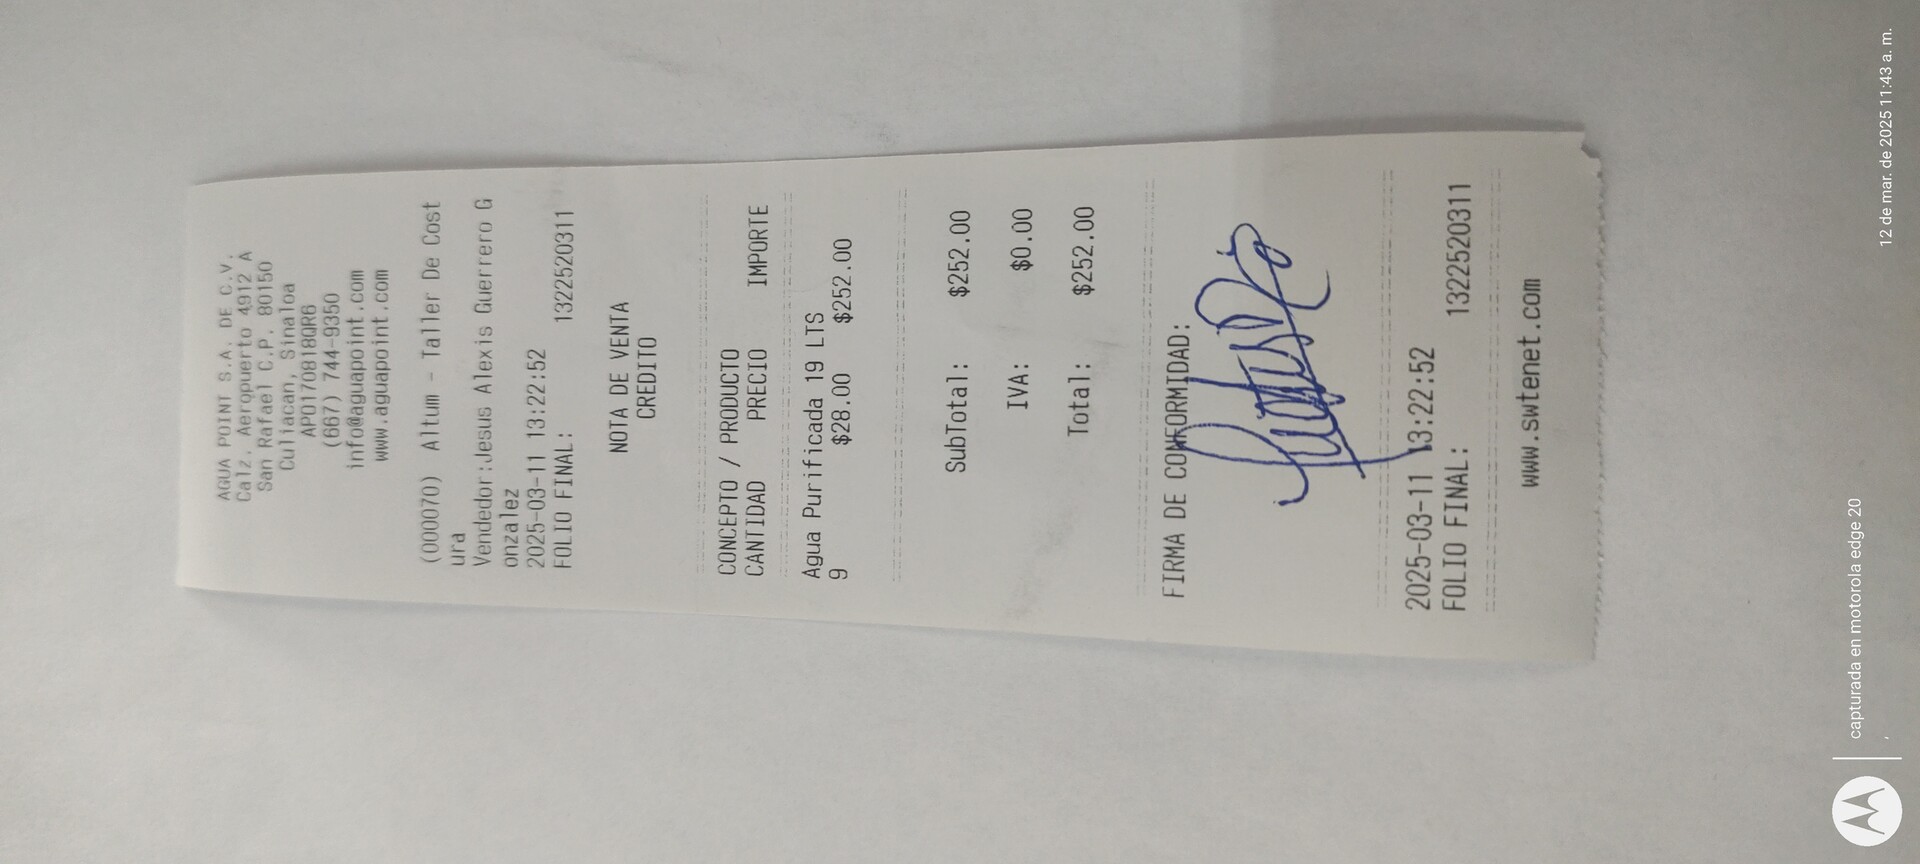 AGUA POINT S.A. DE C.V.
Calz. Aeropuerto 4912 A
San Rafael C.P. 80150
Culiacan, Sinaloa
APO170818QR6
(667) 744-9350
info@aguapoint.com
www.aguapoint.com
(000070) Altum - Taller De Cost
ura
Vendedor:Jesus Alexis Guerrero G
onzalez
2025-03-11 13:22:52
FOLIO FINAL: 1322520311
NOTA DE VENTA
CREDITO
CONCEPTO / PRODUCTO
CANTIDAD PRECIO IMPORTE
Agua Purificada 19 LTS
9 $28.00 $252.00
SubTotal: $252.00
IVA: $0.00
Total: $252.00
FIRMA DE CONFORMIDAD:
2025-03-11 13:22:52
FOLIO FINAL: 1322520311
www.swtenet.com
capturada en motorola edge 20
12 de mar. de 2025 11:43 a. m.